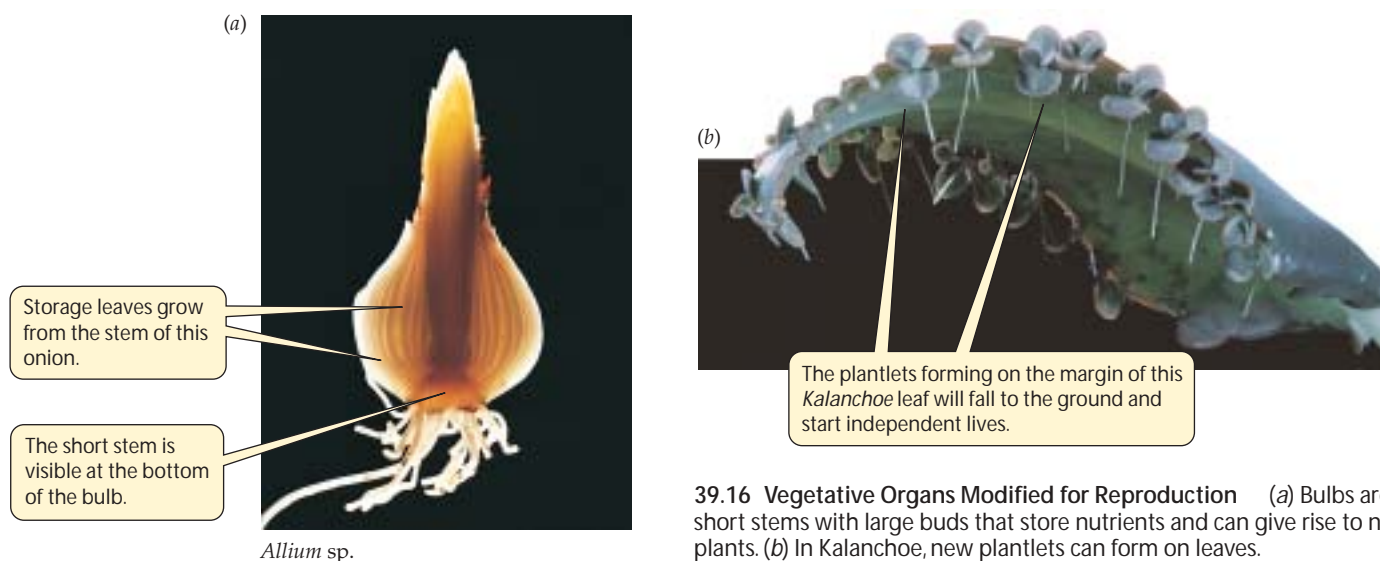 (a)
Storage leaves grow
from the stem of this
onion.
The short stem is
visible at the bottom
of the bulb.
Allium sp.
(b)
The plantlets forming on the margin of this
Kalanchoe leaf will fall to the ground and
start independent lives.
39.16 Vegetative Organs Modified for Reproduction (a) Bulbs ar
short stems with large buds that store nutrients and can give rise to n
plants. (b) In Kalanchoe, new plantlets can form on leaves.